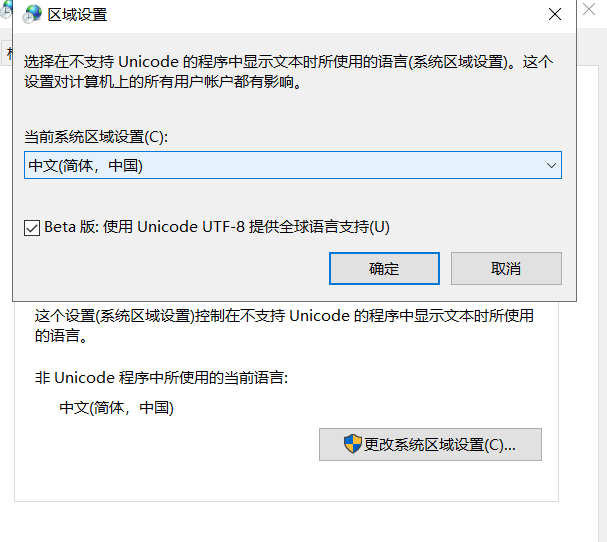 区域设置
选择在不支持 Unicode 的程序中显示文本时所使用的语言(系统区域设置)。这个
设置对计算机上的所有用户帐户都有影响。
当前系统区域设置(C):
中文(简体，中国)
Beta 版: 使用 Unicode UTF-8 提供全球语言支持(U)
确定
取消
这个设置(系统区域设置)控制在不支持 Unicode 的程序中显示文本时所使用
的语言。
非 Unicode 程序中所使用的当前语言:
中文(简体，中国)
更改系统区域设置(C)...